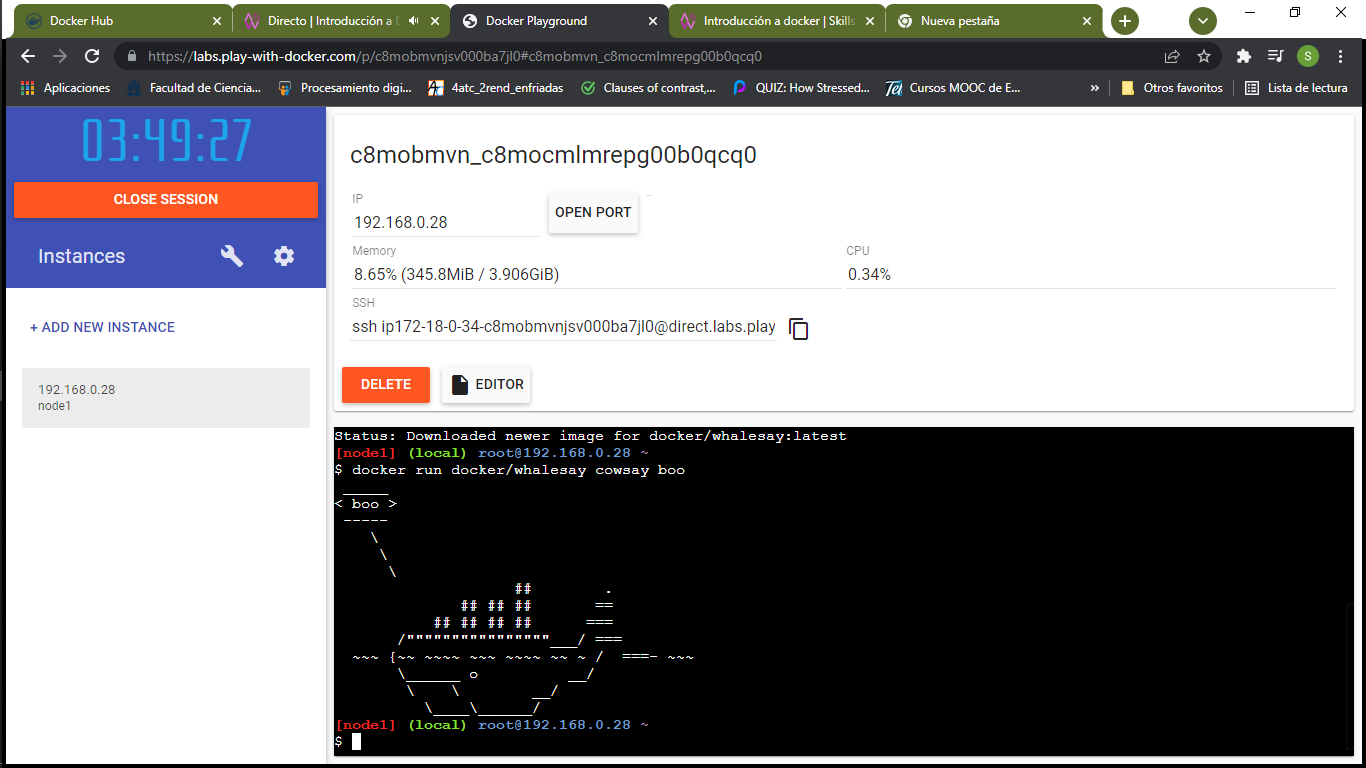 Docker Hub
Directo | Introducción a D
Docker Playground
Introducción a docker | Skills
Nueva pestaña
https://labs.play-with-docker.com/p/c8mobmvnjsv000ba7jl0#c8mobmvn_c8mocmlmrepg00b0qcq0
S
Aplicaciones
Facultad de Ciencia...
Procesamiento digi...
4atc_2rend_enfriadas
Clauses of contrast,...
QUIZ: How Stressed...
Cursos MOOC de E...
»
Otros favoritos
Lista de lectura
03:49:27
CLOSE SESSION
Instances
+ ADD NEW INSTANCE
192.168.0.28
node1
c8mobmvn_c8mocmlmrepg00b0qcq0
IP
192.168.0.28
OPEN PORT
Memory
8.65% (345.8MiB / 3.906GiB)
CPU
0.34%
SSH
ssh ip172-18-0-34-c8mobmvnjsv000ba7jl0@direct.labs.play
DELETE
EDITOR
Status: Downloaded newer image for docker/whalesay:latest
[node1] (local) root@192.168.0.28 ~
$ docker run docker/whalesay cowsay boo
 _____
< boo >
 -----
    \
     \
      \
                    ##         .
              ## ## ##       ==
           ## ## ## ##      ===
       /""""""""""""""""___/ ===
  ~~~ {~~ ~~~~ ~~~ ~~~~ ~~ ~ /  ===- ~~~
       \______ o          __/
        \    \        __/
          \____\______/
[node1] (local) root@192.168.0.28 ~
$